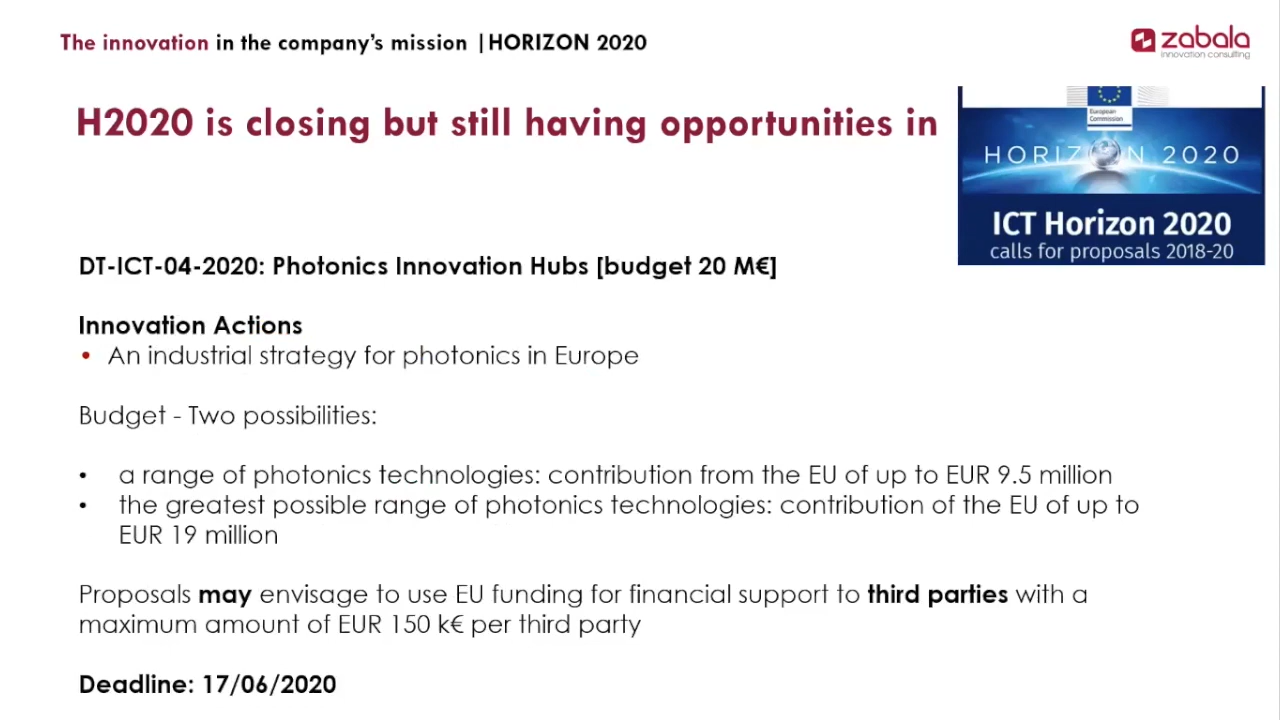 The innovation in the company's mission | HORIZON 2020
zabala
innovation consulting
H2020 is closing but still having opportunities in
European
Commission
HORIZON 2020
ICT Horizon 2020
calls for proposals 2018-20
DT-ICT-04-2020: Photonics Innovation Hubs [budget 20 M€]
Innovation Actions
• An industrial strategy for photonics in Europe
Budget - Two possibilities:
• a range of photonics technologies: contribution from the EU of up to EUR 9.5 million
• the greatest possible range of photonics technologies: contribution of the EU of up to
EUR 19 million
Proposals may envisage to use EU funding for financial support to third parties with a
maximum amount of EUR 150 k€ per third party
Deadline: 17/06/2020